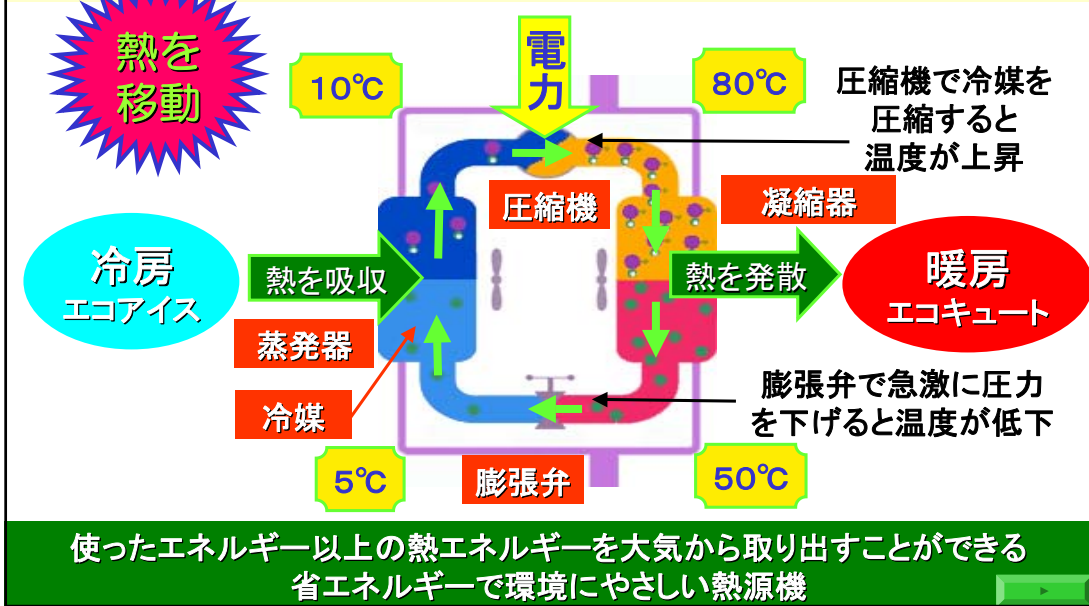 熱を
移動
10℃
電力
80℃
圧縮機で冷媒を
圧縮すると
温度が上昇
圧縮機
凝縮器
冷房
エコアイス
熱を吸収
熱を発散
暖房
エコキュート
蒸発器
冷媒
膨張弁で急激に圧力
を下げると温度が低下
5℃
膨張弁
50℃
使ったエネルギー以上の熱エネルギーを大気から取り出すことができる
省エネルギーで環境にやさしい熱源機